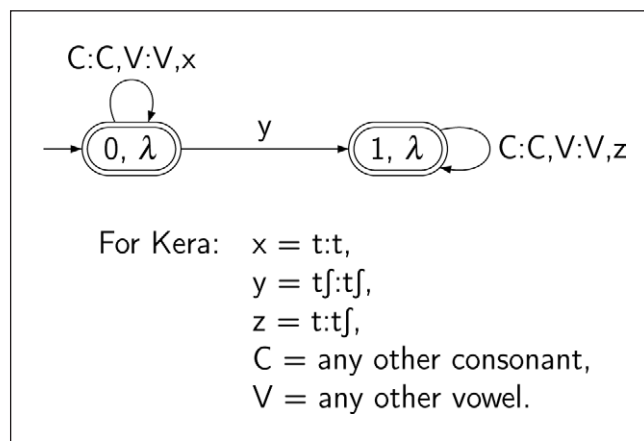 C:C,V:V,x
y
0, λ
1, λ
C:C,V:V,z
For Kera: x = t:t,
y = tʃ:tʃ,
z = t:tʃ,
C = any other consonant,
V = any other vowel.